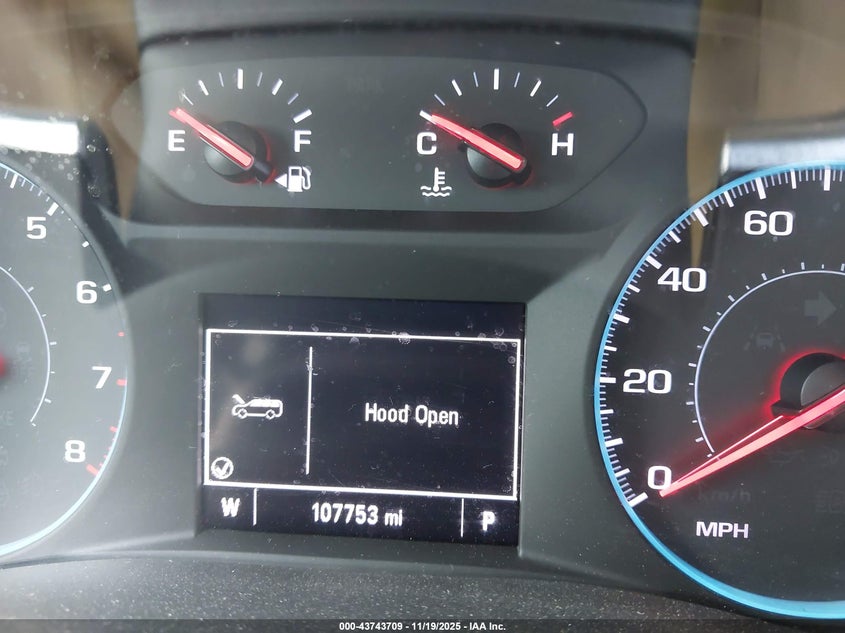 E F C H
5 6 7 8
0 20 40 60
km/h
MPH
Hood Open
W 107753 mi P
000-43743709 - 11/19/2025 - IAA Inc.